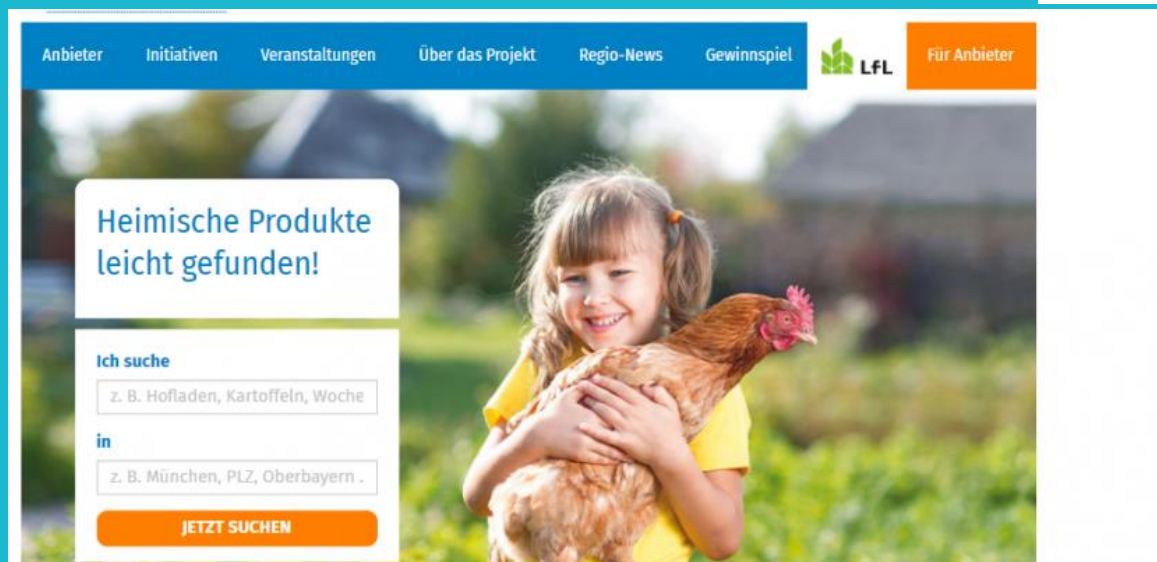 Anbieter Initiativen Veranstaltungen Über das Projekt Regio-News Gewinnspiel LfL Für Anbieter
Heimische Produkte
leicht gefunden!
Ich suche
z. B. Hofladen, Kartoffeln, Woche
in
z. B. München, PLZ, Oberbayern .
JETZT SUCHEN